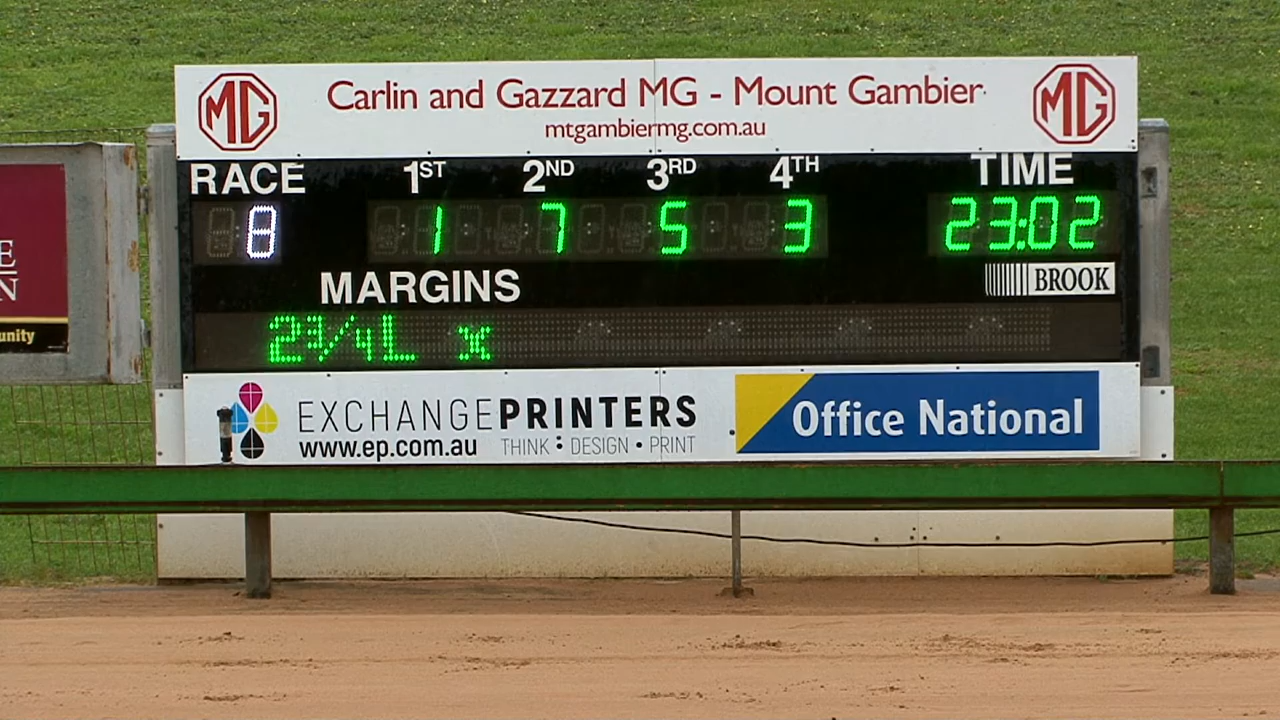 MG Carlin and Gazzard MG - Mount Gambier MG
mtgambiermg.com.au
RACE 1ST 2ND 3RD 4TH TIME
8 1 7 5 3 23:02
MARGINS
BROOK
2 3/4L x
EXCHANGEPRINTERS
www.ep.com.au THINK : DESIGN • PRINT
Office National
E
N
unity